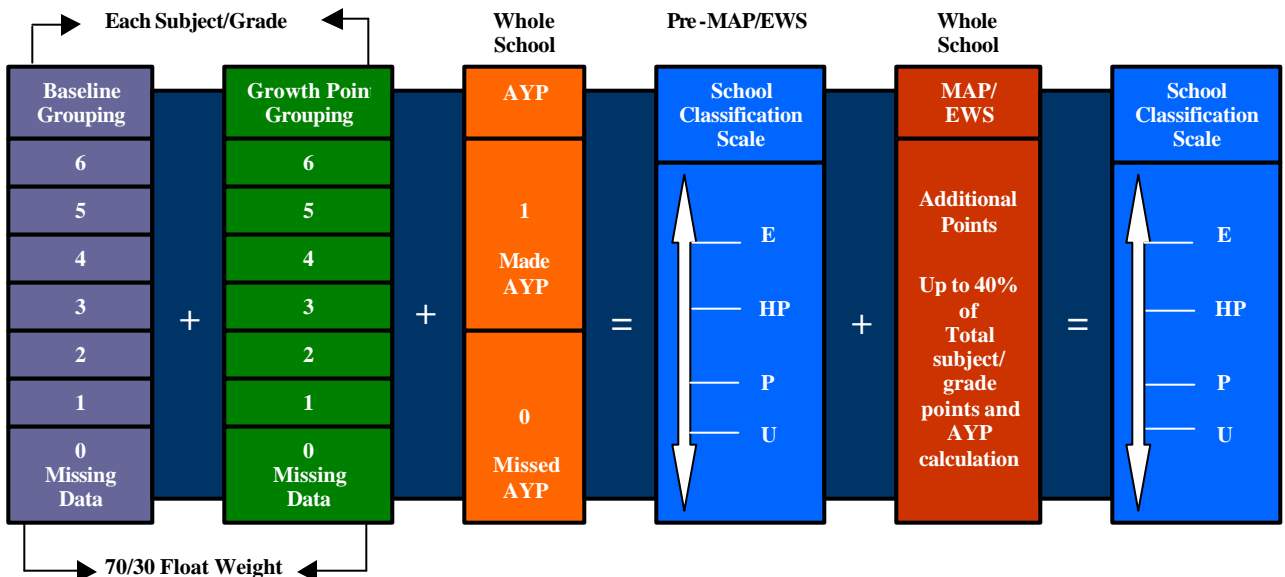 Each Subject/Grade
Whole
School
Pre-MAP/EWS
Whole
School
Baseline
Grouping
6
5
4
3
2
1
0
Missing
Data
+
Growth Poin
Grouping
6
5
4
3
2
1
0
Missing
Data
+
AYP
1
Made
AYP
0
Missed
AYP
=
School
Classification
Scale
E
HP
P
U
+
MAP/
EWS
Additional
Points
Up to 40%
of
Total
subject/
grade
points and
AYP
calculation
=
School
Classification
Scale
E
HP
P
U
70/30 Float Weight